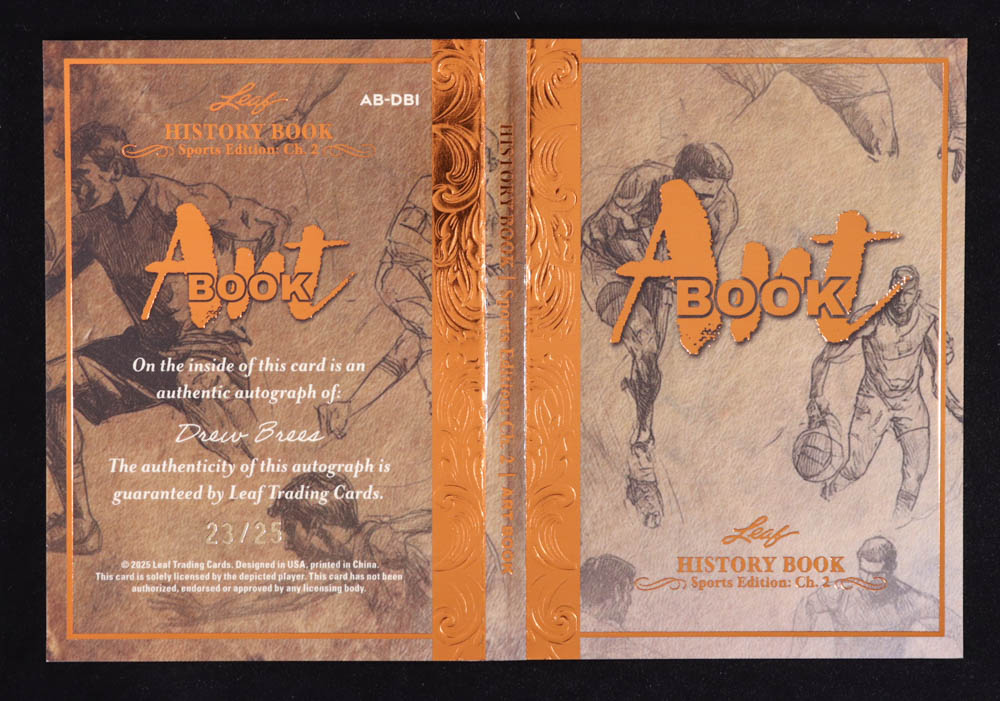 Leaf
AB-DB1
HISTORY BOOK
Sports Edition: Ch. 2
Art
BOOK
On the inside of this card is an
authentic autograph of:
Drew Brees
The authenticity of this autograph is
guaranteed by Leaf Trading Cards.
23/25
© 2025 Leaf Trading Cards. Designed in USA, printed in China.
This card is solely licensed by the depicted player. This card has not been
authorized, endorsed or approved by any licensing body.
HISTORY BOOK | Sports Edition: Ch. 2 | ART BOOK
Art
BOOK
Leaf
HISTORY BOOK
Sports Edition: Ch. 2